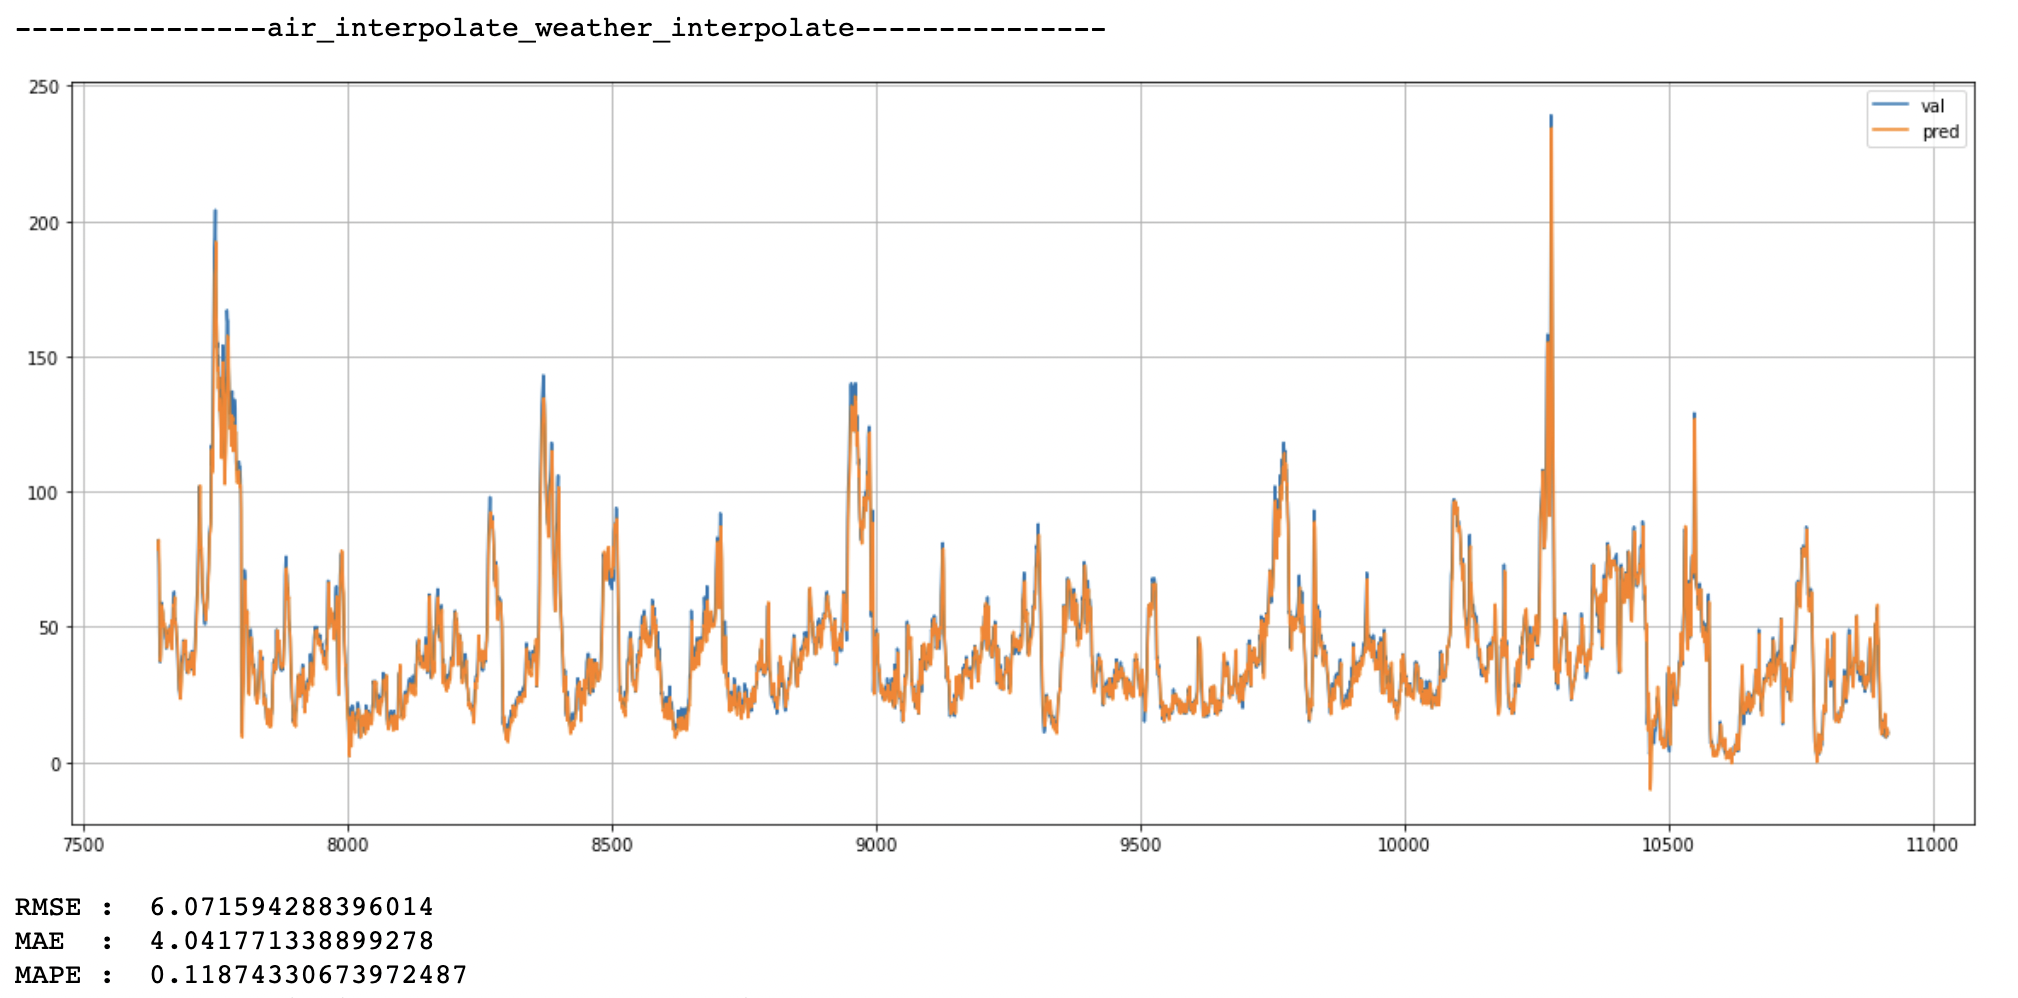 ---------------air_interpolate_weather_interpolate---------------
250
200
150
100
50
0
val
pred
7500 8000 8500 9000 9500 10000 10500 11000
RMSE : 6.071594288396014
MAE : 4.041771338899278
MAPE : 0.11874330673972487